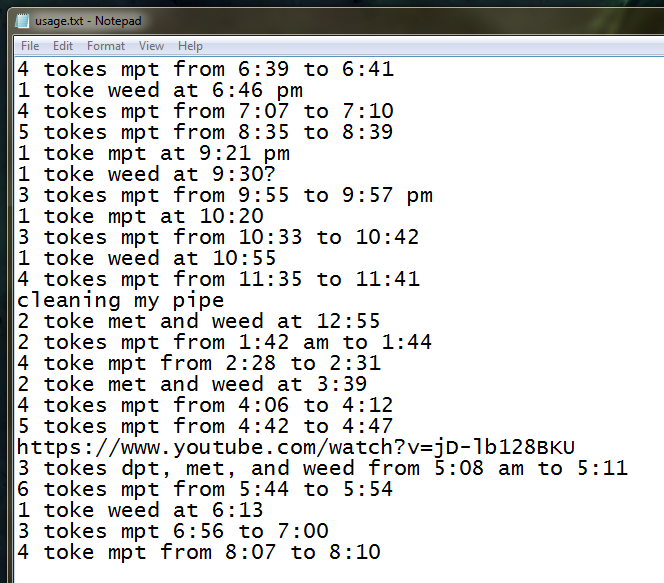 usage.txt - Notepad
File Edit Format View Help
4 tokes mpt from 6:39 to 6:41
1 toke weed at 6:46 pm
4 tokes mpt from 7:07 to 7:10
5 tokes mpt from 8:35 to 8:39
1 toke mpt at 9:21 pm
1 toke weed at 9:30?
3 tokes mpt from 9:55 to 9:57 pm
1 toke mpt at 10:20
3 tokes mpt from 10:33 to 10:42
1 toke weed at 10:55
4 tokes mpt from 11:35 to 11:41
cleaning my pipe
2 toke met and weed at 12:55
2 tokes mpt from 1:42 am to 1:44
4 toke mpt from 2:28 to 2:31
2 toke met and weed at 3:39
4 tokes mpt from 4:06 to 4:12
5 tokes mpt from 4:42 to 4:47
https://www.youtube.com/watch?v=jD-lb128BKU
3 tokes dpt, met, and weed from 5:08 am to 5:11
6 tokes mpt from 5:44 to 5:54
1 toke weed at 6:13
3 tokes mpt 6:56 to 7:00
4 toke mpt from 8:07 to 8:10